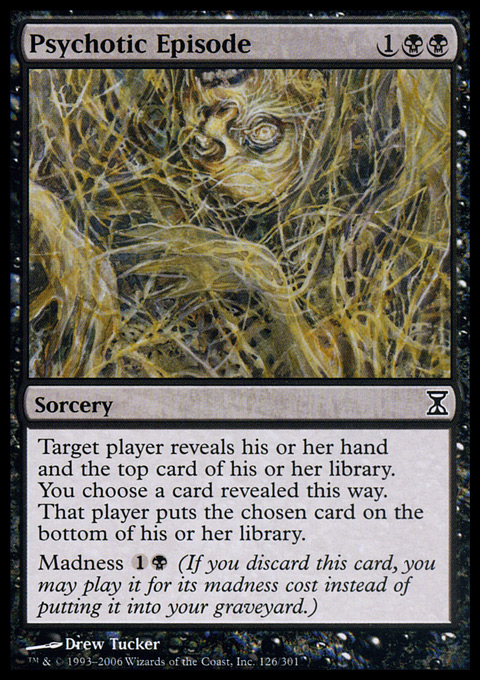 Psychotic Episode 1
Sorcery
Target player reveals his or her hand
and the top card of his or her library.
You choose a card revealed this way.
That player puts the chosen card on the
bottom of his or her library.
Madness 1 (If you discard this card, you
may play it for its madness cost instead of
putting it into your graveyard.)
Drew Tucker
™ & © 1993–2006 Wizards of the Coast, Inc. 126/301